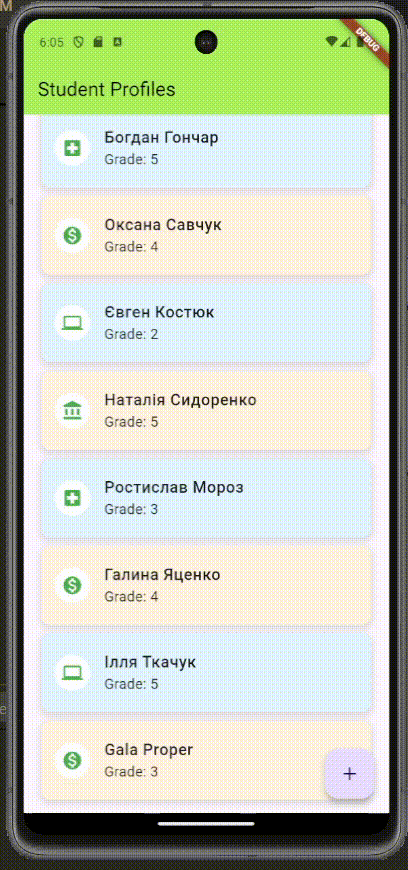 M
6:05
DEBUG
Student Profiles
Богдан Гончар
Grade: 5
Оксана Савчук
Grade: 4
Євген Костюк
Grade: 2
Наталія Сидоренко
Grade: 5
Ростислав Мороз
Grade: 3
Галина Яценко
Grade: 4
Ілля Ткачук
Grade: 5
e
Gala Proper
Grade: 3
+